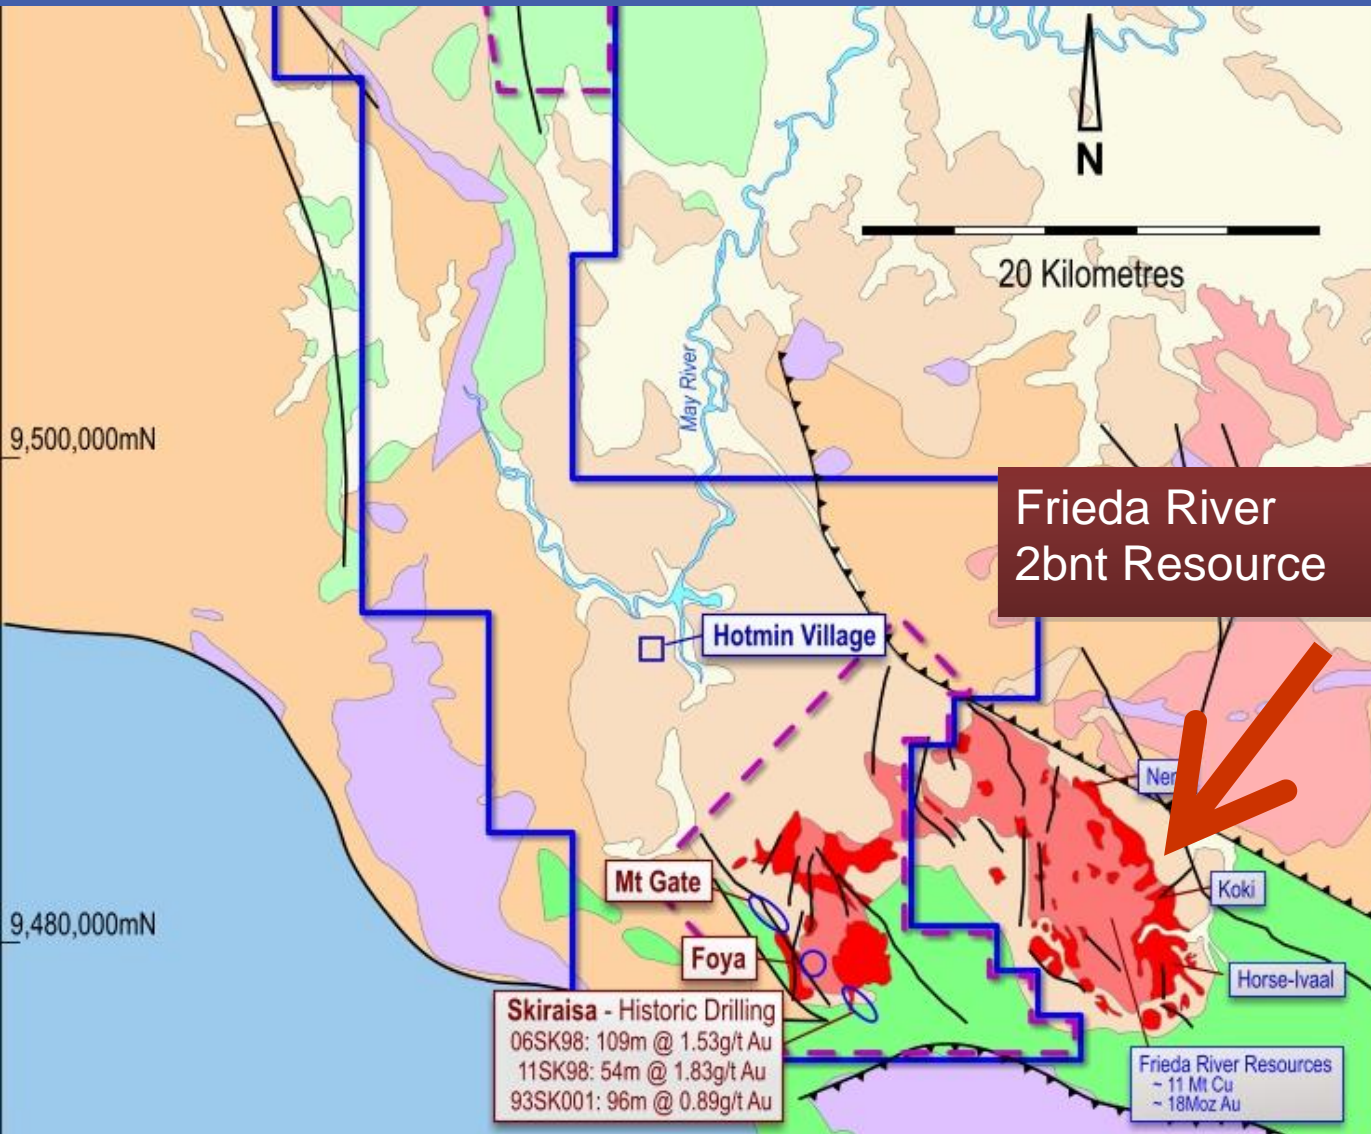 N
20 Kilometres
May River
9,500,000mN
Frieda River
2bnt Resource
Hotmin Village
Mt Gate
Koki
9,480,000mN
Foya
Horse-Ivaal
Skiraisa - Historic Drilling
06SK98: 109m @ 1.53g/t Au
11SK98: 54m @ 1.83g/t Au
93SK001: 96m @ 0.89g/t Au
Frieda River Resources
~ 11 Mt Cu
~ 18Moz Au